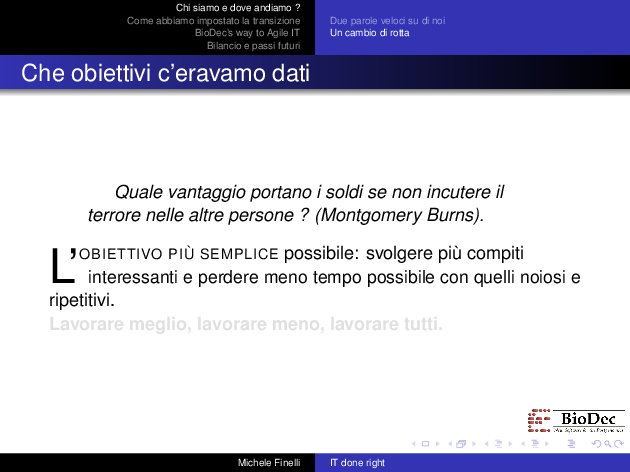 Chi siamo e dove andiamo ?
Come abbiamo impostato la transizione
BioDec's way to Agile IT
Bilancio e passi futuri
Due parole veloci su di noi
Un cambio di rotta
Che obiettivi c'eravamo dati
Quale vantaggio portano i soldi se non incutere il
terrore nelle altre persone ? (Montgomery Burns).
L'OBIETTIVO PIÙ SEMPLICE possibile: svolgere più compiti
interessanti e perdere meno tempo possibile con quelli noiosi e
ripetitivi.
Lavorare meglio, lavorare meno, lavorare tutti.
BioDec
Michele Finelli
IT done right